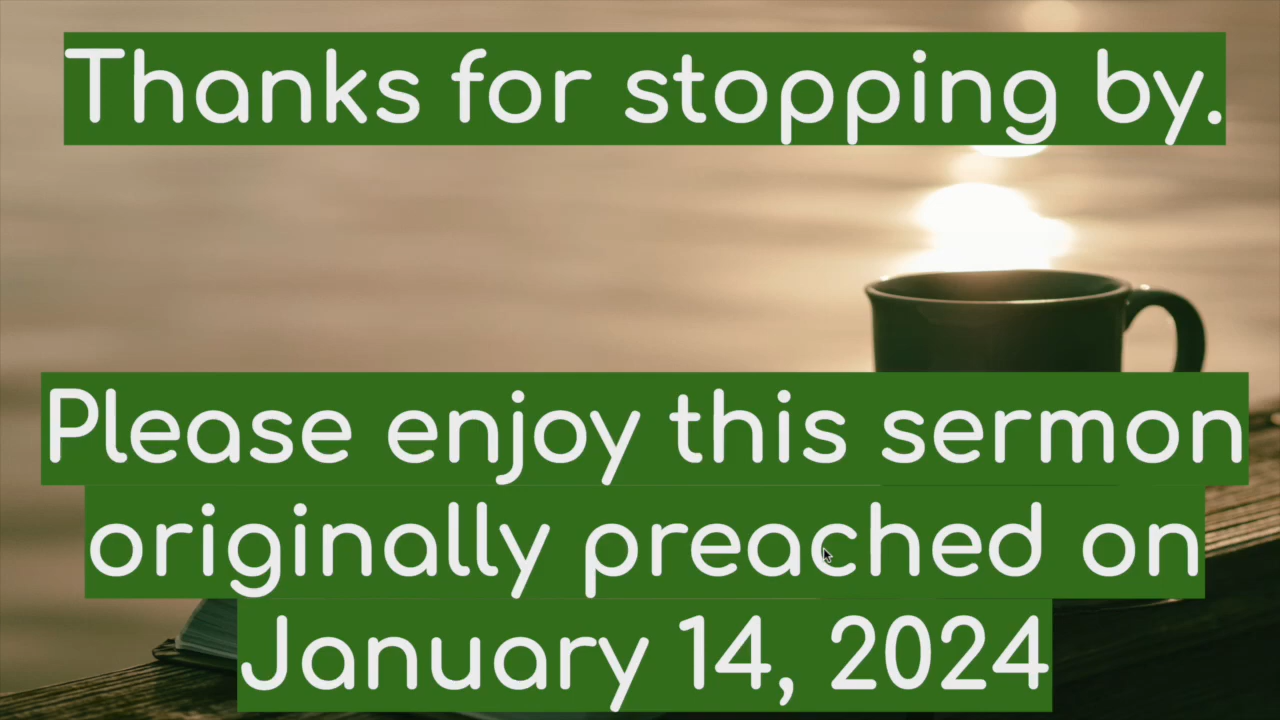 Thanks for stopping by.
Please enjoy this sermon
originally preached on
January 14, 2024